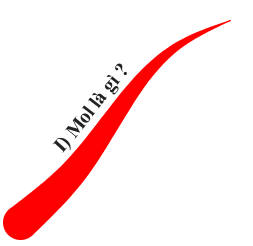 I) Mol là gì ?